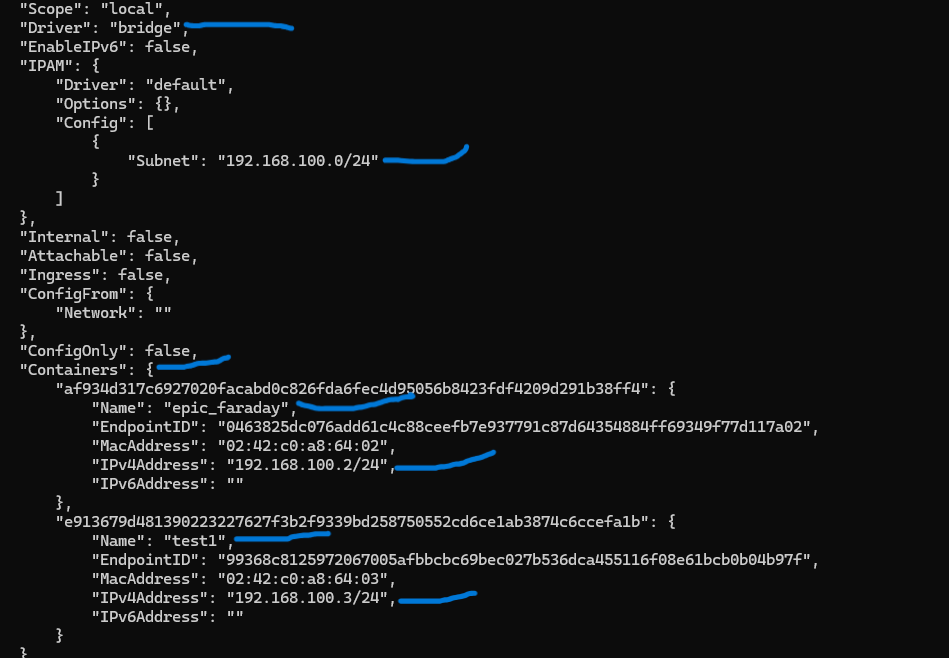 "Scope": "local",
"Driver": "bridge",
"EnableIPv6": false,
"IPAM": {
"Driver": "default",
"Options": {},
"Config": [
{
"Subnet": "192.168.100.0/24"
}
]
},
"Internal": false,
"Attachable": false,
"Ingress": false,
"ConfigFrom": {
"Network": ""
},
"ConfigOnly": false,
"Containers": {
"af934d317c6927020facabd0c826fda6fec4d95056b8423fdf4209d291b38ff4": {
"Name": "epic_faraday",
"EndpointID": "0463825dc076add61c4c88ceefb7e937791c87d64354884ff69349f77d117a02",
"MacAddress": "02:42:c0:a8:64:02",
"IPv4Address": "192.168.100.2/24",
"IPv6Address": ""
},
"e913679d481390223227627f3b2f9339bd258750552cd6ce1ab3874c6ccefa1b": {
"Name": "test1",
"EndpointID": "99368c8125972067005afbbcbc69bec027b536dca455116f08e61bcb0b04b97f",
"MacAddress": "02:42:c0:a8:64:03",
"IPv4Address": "192.168.100.3/24",
"IPv6Address": ""
}
}